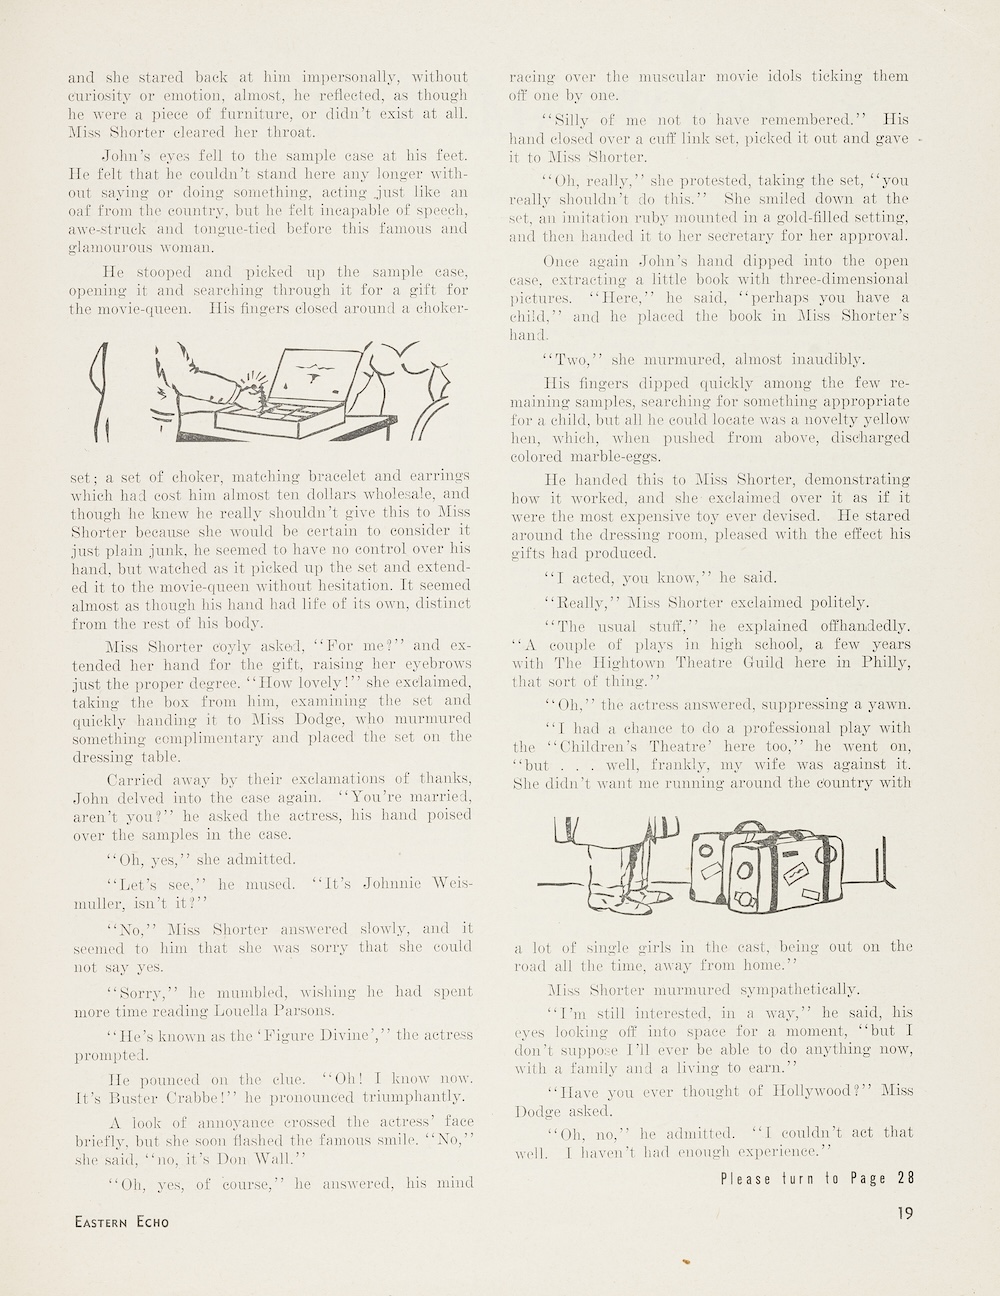 and she stared back at him impersonally, without
curiosity or emotion, almost, he reflected, as though
he were a piece of furniture, or didn't exist at all.
Miss Shorter cleared her throat.
John's eyes fell to the sample case at his feet.
He felt that he couldn't stand here any longer with-
out saying or doing something, acting just like an
oaf from the country, but he felt incapable of speech,
awe-struck and tongue-tied before this famous and
glamourous woman.
He stooped and picked up the sample case,
opening it and searching through it for a gift for
the movie-queen. His fingers closed around a choker-
set; a set of choker, matching bracelet and earrings
which had cost him almost ten dollars wholesale, and
though he knew he really shouldn't give this to Miss
Shorter because she would be certain to consider it
just plain junk, he seemed to have no control over his
hand, but watched as it picked up the set and extend-
ed it to the movie-queen without hesitation. It seemed
almost as though his hand had life of its own, distinct
from the rest of his body.
Miss Shorter coyly asked, "For me?" and ex-
tended her hand for the gift, raising her eyebrows
just the proper degree. "How lovely!" she exclaimed,
taking the box from him, examining the set and
quickly handing it to Miss Dodge, who murmured
something complimentary and placed the set on the
dressing table.
Carried away by their exclamations of thanks,
John delved into the case again. "You're married,
aren't you?" he asked the actress, his hand poised
over the samples in the case.
"Oh, yes," she admitted.
"Let's see," he mused. "It's Johnnie Weis-
muller, isn't it?"
"No," Miss Shorter answered slowly, and it
seemed to him that she was sorry that she could
not say yes.
"Sorry," he mumbled, wishing he had spent
more time reading Louella Parsons.
"He's known as the 'Figure Divine'," the actress
prompted.
He pounced on the clue. "Oh! I know now.
It's Buster Crabbe!" he pronounced triumphantly.
A look of annoyance crossed the actress' face
briefly, but she soon flashed the famous smile. "No,"
she said, "no, it's Don Wall."
"Oh, yes, of course," he answered, his mind
racing over the muscular movie idols ticking them
off one by one.
"Silly of me not to have remembered." His
hand closed over a cuff link set, picked it out and gave
it to Miss Shorter.
"Oh, really," she protested, taking the set, "you
really shouldn't do this." She smiled down at the
set, an imitation ruby mounted in a gold-filled setting,
and then handed it to her secretary for her approval.
Once again John's hand dipped into the open
case, extracting a little book with three-dimensional
pictures. "Here," he said, "perhaps you have a
child," and he placed the book in Miss Shorter's
hand.
"Two," she murmured, almost inaudibly.
His fingers dipped quickly among the few re-
maining samples, searching for something appropriate
for a child, but all he could locate was a novelty yellow
hen, which, when pushed from above, discharged
colored marble-eggs.
He handed this to Miss Shorter, demonstrating
how it worked, and she exclaimed over it as if it
were the most expensive toy ever devised. He stared
around the dressing room, pleased with the effect his
gifts had produced.
"I acted, you know," he said.
"Really," Miss Shorter exclaimed politely.
"The usual stuff," he explained offhandedly.
"A couple of plays in high school, a few years
with The Hightown Theatre Guild here in Philly,
that sort of thing."
"Oh," the actress answered, suppressing a yawn.
"I had a chance to do a professional play with
the "Children's Theatre' here too," he went on,
"but . . . well, frankly, my wife was against it.
She didn't want me running around the country with
a lot of single girls in the cast, being out on the
road all the time, away from home."
Miss Shorter murmured sympathetically.
"I'm still interested, in a way," he said, his
eyes looking off into space for a moment, "but I
don't suppose I'll ever be able to do anything now,
with a family and a living to earn."
"Have you ever thought of Hollywood?" Miss
Dodge asked.
"Oh, no," he admitted. "I couldn't act that
well. I haven't had enough experience."
Please turn to Page 28
EASTERN ECHO
19